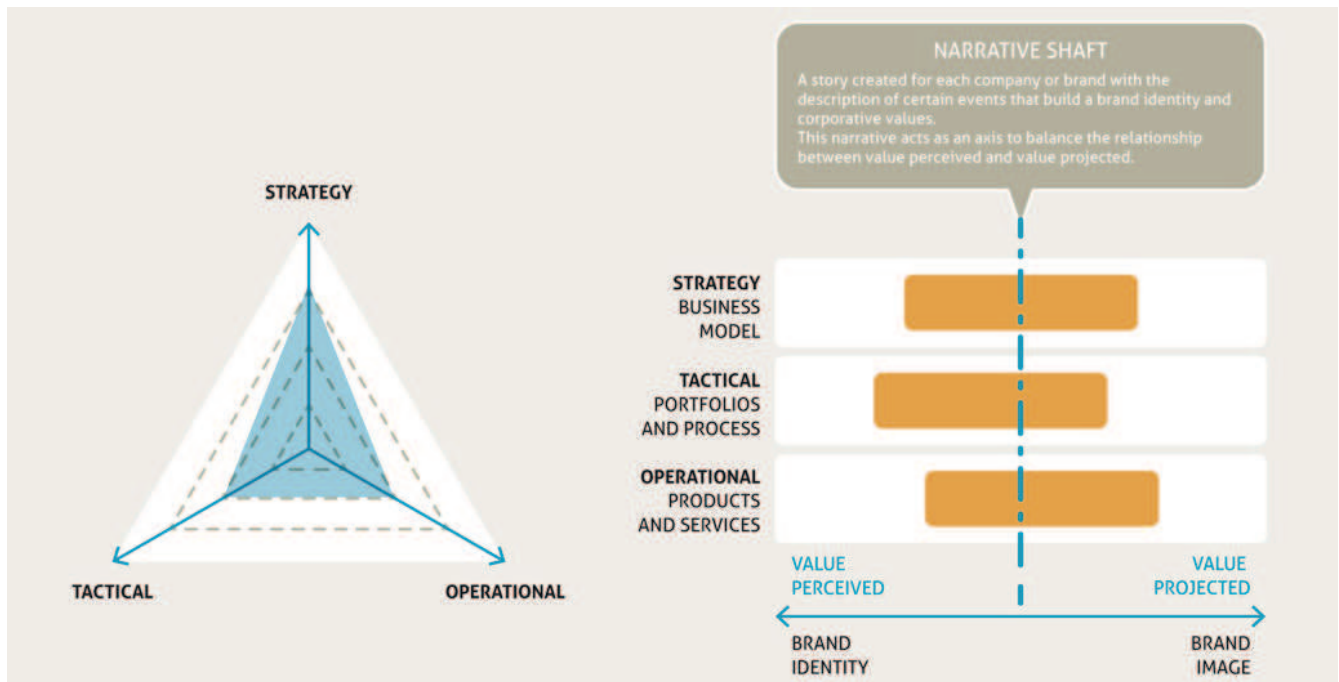 STRATEGY
TACTICAL
OPERATIONAL
NARRATIVE SHAFT
A story created for each company or brand with the
description of certain events that build a brand identity and
corporative values.
This narrative acts as an axis to balance the relationship
between value perceived and value projected.
STRATEGY
BUSINESS
MODEL
TACTICAL
PORTFOLIOS
AND PROCESS
OPERATIONAL
PRODUCTS
AND SERVICES
VALUE
PERCEIVED
VALUE
PROJECTED
BRAND
IDENTITY
BRAND
IMAGE